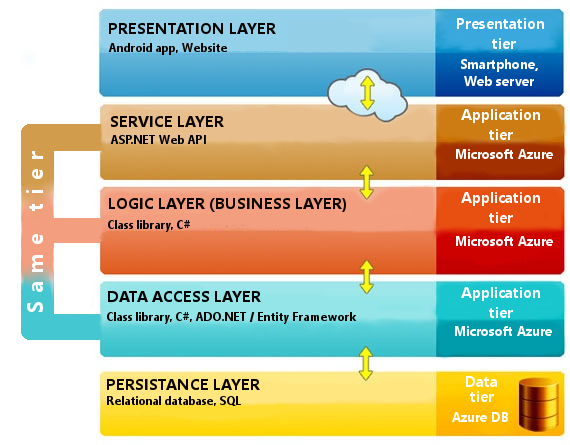 PRESENTATION LAYER
Android app, Website
Presentation
tier
Smartphone,
Web server
SERVICE LAYER
ASP.NET Web API
Application
tier
Microsoft Azure
LOGIC LAYER (BUSINESS LAYER)
Class library, C#
Application
tier
Microsoft Azure
DATA ACCESS LAYER
Class library, C#, ADO.NET / Entity Framework
Application
tier
Microsoft Azure
PERSISTANCE LAYER
Relational database, SQL
Data
tier
Azure DB
Same tier